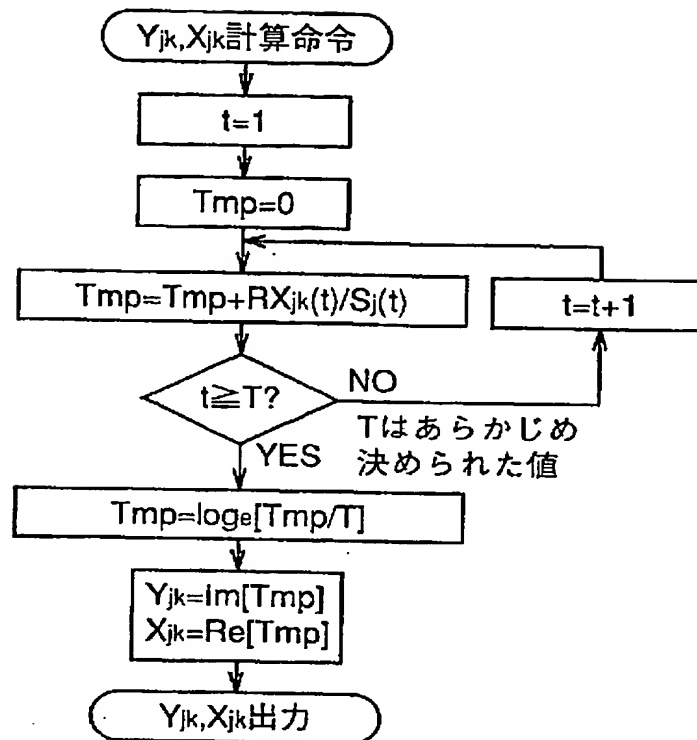 Yjk,Xjk計算命令
t=1
Tmp=0
Tmp=Tmp+RXjk(t)/Sj(t)
t=t+1
t≧T?
NO
Tはあらかじめ
決められた値
YES
Tmp=loge[Tmp/T]
Yjk=Im[Tmp]
Xjk=Re[Tmp]
Yjk,Xjk出力